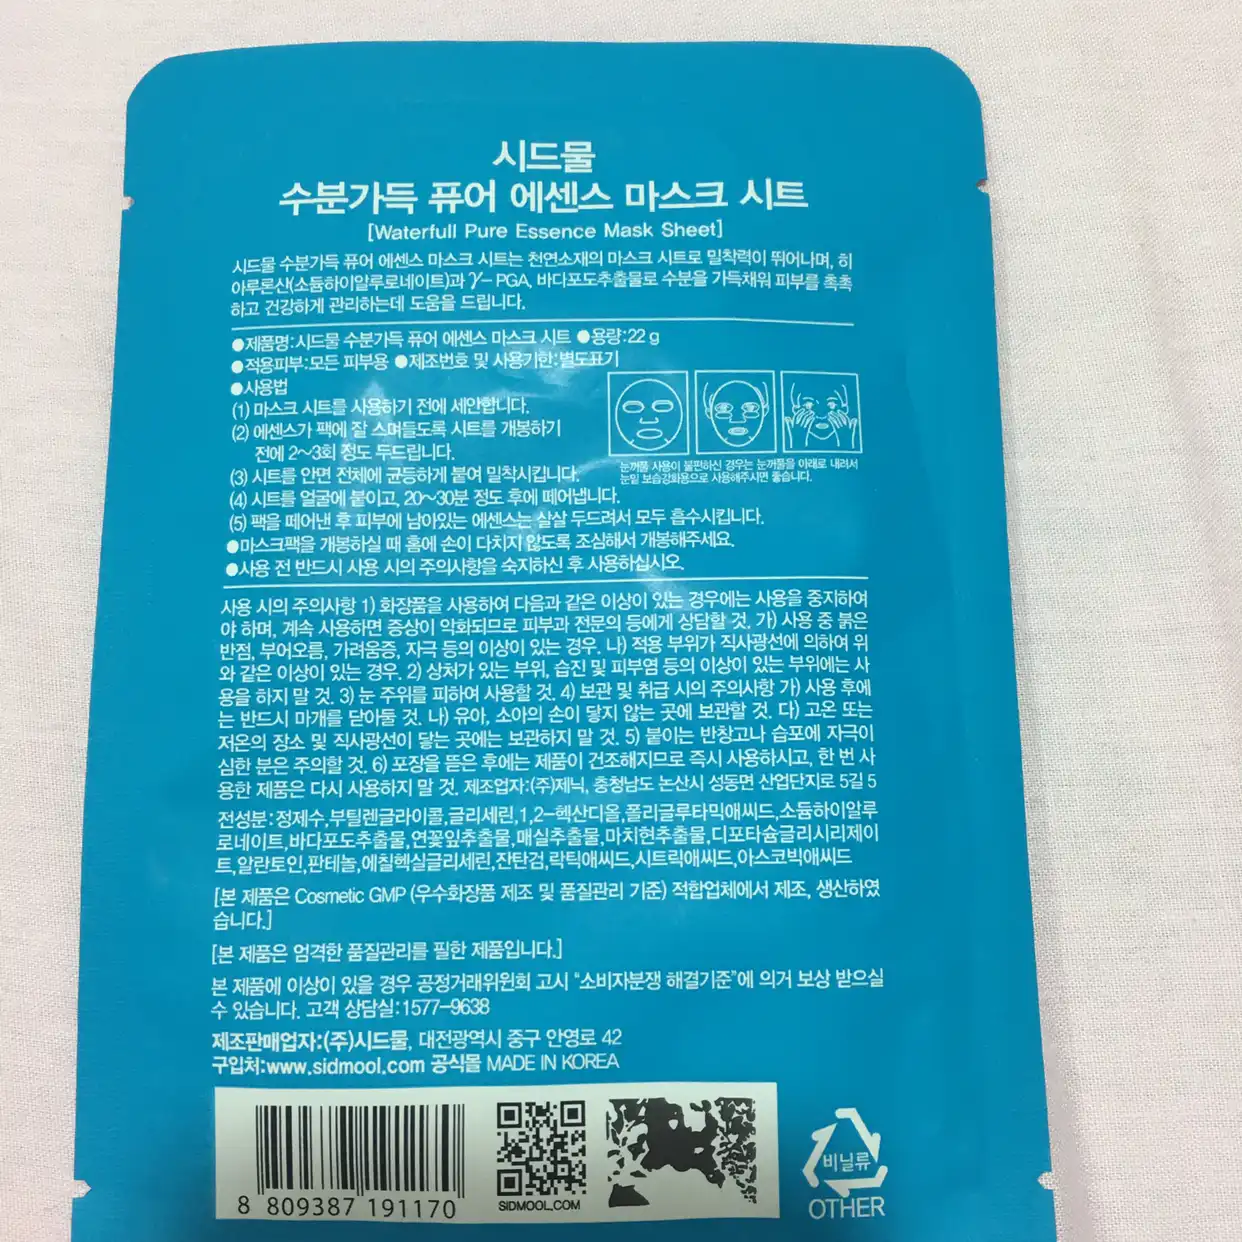 시드물
수분가득 퓨어 에센스 마스크 시트
[Waterfull Pure Essence Mask Sheet]
시드물 수분가득 퓨어 에센스 마스크 시트는 천연소재의 마스크 시트로 밀착력이 뛰어나며, 히
아루론산(소듐하이알루로네이트)과 γ- PGA, 바다포도추출물로 수분을 가득채워 피부를 촉촉
하고 건강하게 관리하는데 도움을 드립니다.
●제품명:시드물 수분가득 퓨어 에센스 마스크 시트 ●용량:22 g
●적용피부:모든 피부용 ●제조번호 및 사용기한:별도표기
●사용법
(1) 마스크 시트를 사용하기 전에 세안합니다.
(2) 에센스가 팩에 잘 스며들도록 시트를 개봉하기
전에 2~3회 정도 두드립니다.
(3) 시트를 안면 전체에 균등하게 붙여 밀착시킵니다.
(4) 시트를 얼굴에 붙이고, 20~30분 정도 후에 떼어냅니다.
(5) 팩을 떼어낸 후 피부에 남아있는 에센스는 살살 두드려서 모두 흡수시킵니다.
눈꺼풀 사용이 불편하신 경우는 눈꺼풀을 아래로 내려서
눈밑 보습강화용으로 사용해주시면 좋습니다.
●마스크팩을 개봉하실 때 홈에 손이 다치지 않도록 조심해서 개봉해주세요.
●사용 전 반드시 사용 시의 주의사항을 숙지하신 후 사용하십시오.
사용 시의 주의사항 1) 화장품을 사용하여 다음과 같은 이상이 있는 경우에는 사용을 중지하여
야 하며, 계속 사용하면 증상이 악화되므로 피부과 전문의 등에게 상담할 것. 가) 사용 중 붉은
반점, 부어오름, 가려움증, 자극 등의 이상이 있는 경우. 나) 적용 부위가 직사광선에 의하여 위
와 같은 이상이 있는 경우. 2) 상처가 있는 부위, 습진 및 피부염 등의 이상이 있는 부위에는 사
용을 하지 말 것. 3) 눈 주위를 피하여 사용할 것. 4) 보관 및 취급 시의 주의사항 가) 사용 후에
는 반드시 마개를 닫아둘 것. 나) 유아, 소아의 손이 닿지 않는 곳에 보관할 것. 다) 고온 또는
저온의 장소 및 직사광선이 닿는 곳에는 보관하지 말 것. 5) 붙이는 반창고나 습포에 자극이
심한 분은 주의할 것. 6) 포장을 뜯은 후에는 제품이 건조해지므로 즉시 사용하시고, 한 번 사
용한 제품은 다시 사용하지 말 것. 제조업자:(주)제닉, 충청남도 논산시 성동면 산업단지로 5길 5
전성분:정제수,부틸렌글라이콜,글리세린,1,2-헥산디올,폴리글루타믹애씨드,소듐하이알루
로네이트,바다포도추출물,연꽃잎추출물,매실추출물,마치현추출물,디포타슘글리시리제이
트,알란토인,판테놀,에칠헥실글리세린,잔탄검,락틱애씨드,시트릭애씨드,아스코빅애씨드
[본 제품은 Cosmetic GMP (우수화장품 제조 및 품질관리 기준) 적합업체에서 제조, 생산하였
습니다.]
[본 제품은 엄격한 품질관리를 필한 제품입니다.]
본 제품에 이상이 있을 경우 공정거래위원회 고시 "소비자분쟁 해결기준"에 의거 보상 받으실
수 있습니다. 고객 상담실:1577-9638
제조판매업자:(주)시드물, 대전광역시 중구 안영로 42
구입처:www.sidmool.com 공식몰 MADE IN KOREA
8 809387 191170
SIDMOOL.COM
비닐류
OTHER